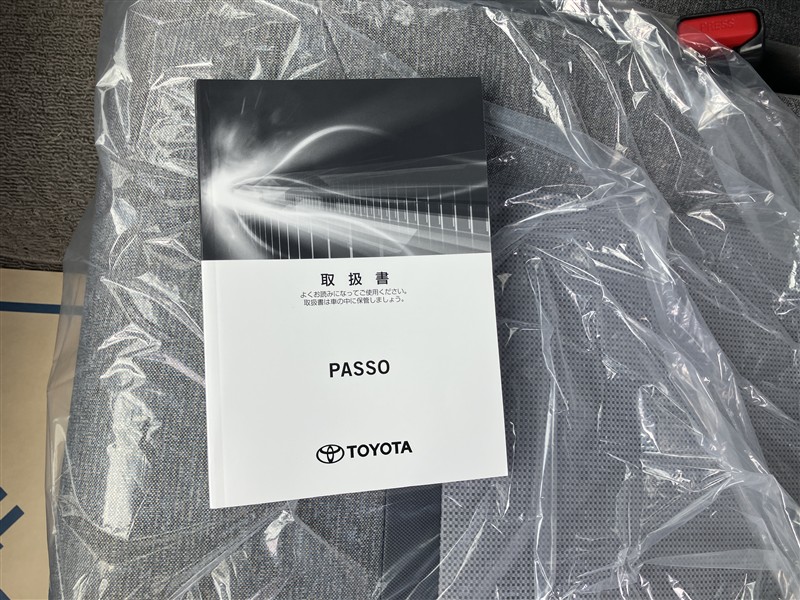 PRESS
取扱書
よくお読みになってご使用ください。
取扱書は車の中に保管しましょう。
PASSO
TOYOTA